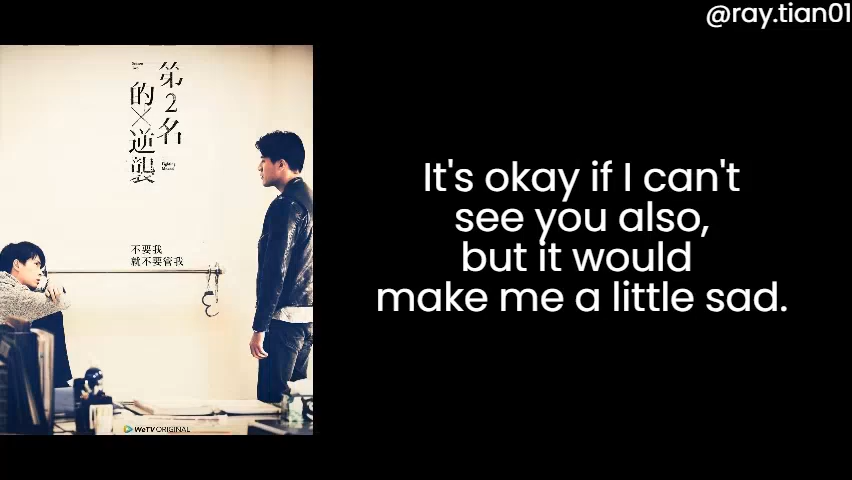 @ray.tian01
第2名
的×逆襲
不要我
就不要管我
WeTV ORIGINAL
It's okay if I can't
see you also,
but it would
make me a little sad.